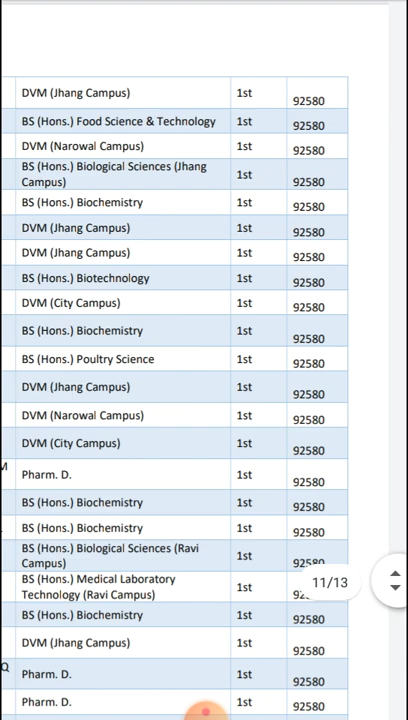 DVM (Jhang Campus) 1st 92580
BS (Hons.) Food Science & Technology 1st 92580
DVM (Narowal Campus) 1st 92580
BS (Hons.) Biological Sciences (Jhang
Campus) 1st 92580
BS (Hons.) Biochemistry 1st 92580
DVM (Jhang Campus) 1st 92580
DVM (Jhang Campus) 1st 92580
BS (Hons.) Biotechnology 1st 92580
DVM (City Campus) 1st 92580
BS (Hons.) Biochemistry 1st 92580
BS (Hons.) Poultry Science 1st 92580
DVM (Jhang Campus) 1st 92580
DVM (Narowal Campus) 1st 92580
DVM (City Campus) 1st 92580
M Pharm. D. 1st 92580
BS (Hons.) Biochemistry 1st 92580
BS (Hons.) Biochemistry 1st 92580
BS (Hons.) Biological Sciences (Ravi
Campus) 1st 92580
BS (Hons.) Medical Laboratory
Technology (Ravi Campus) 1st
11/13
BS (Hons.) Biochemistry 1st 92580
DVM (Jhang Campus) 1st 92580
Q Pharm. D. 1st 92580
Pharm. D. 1st 92580